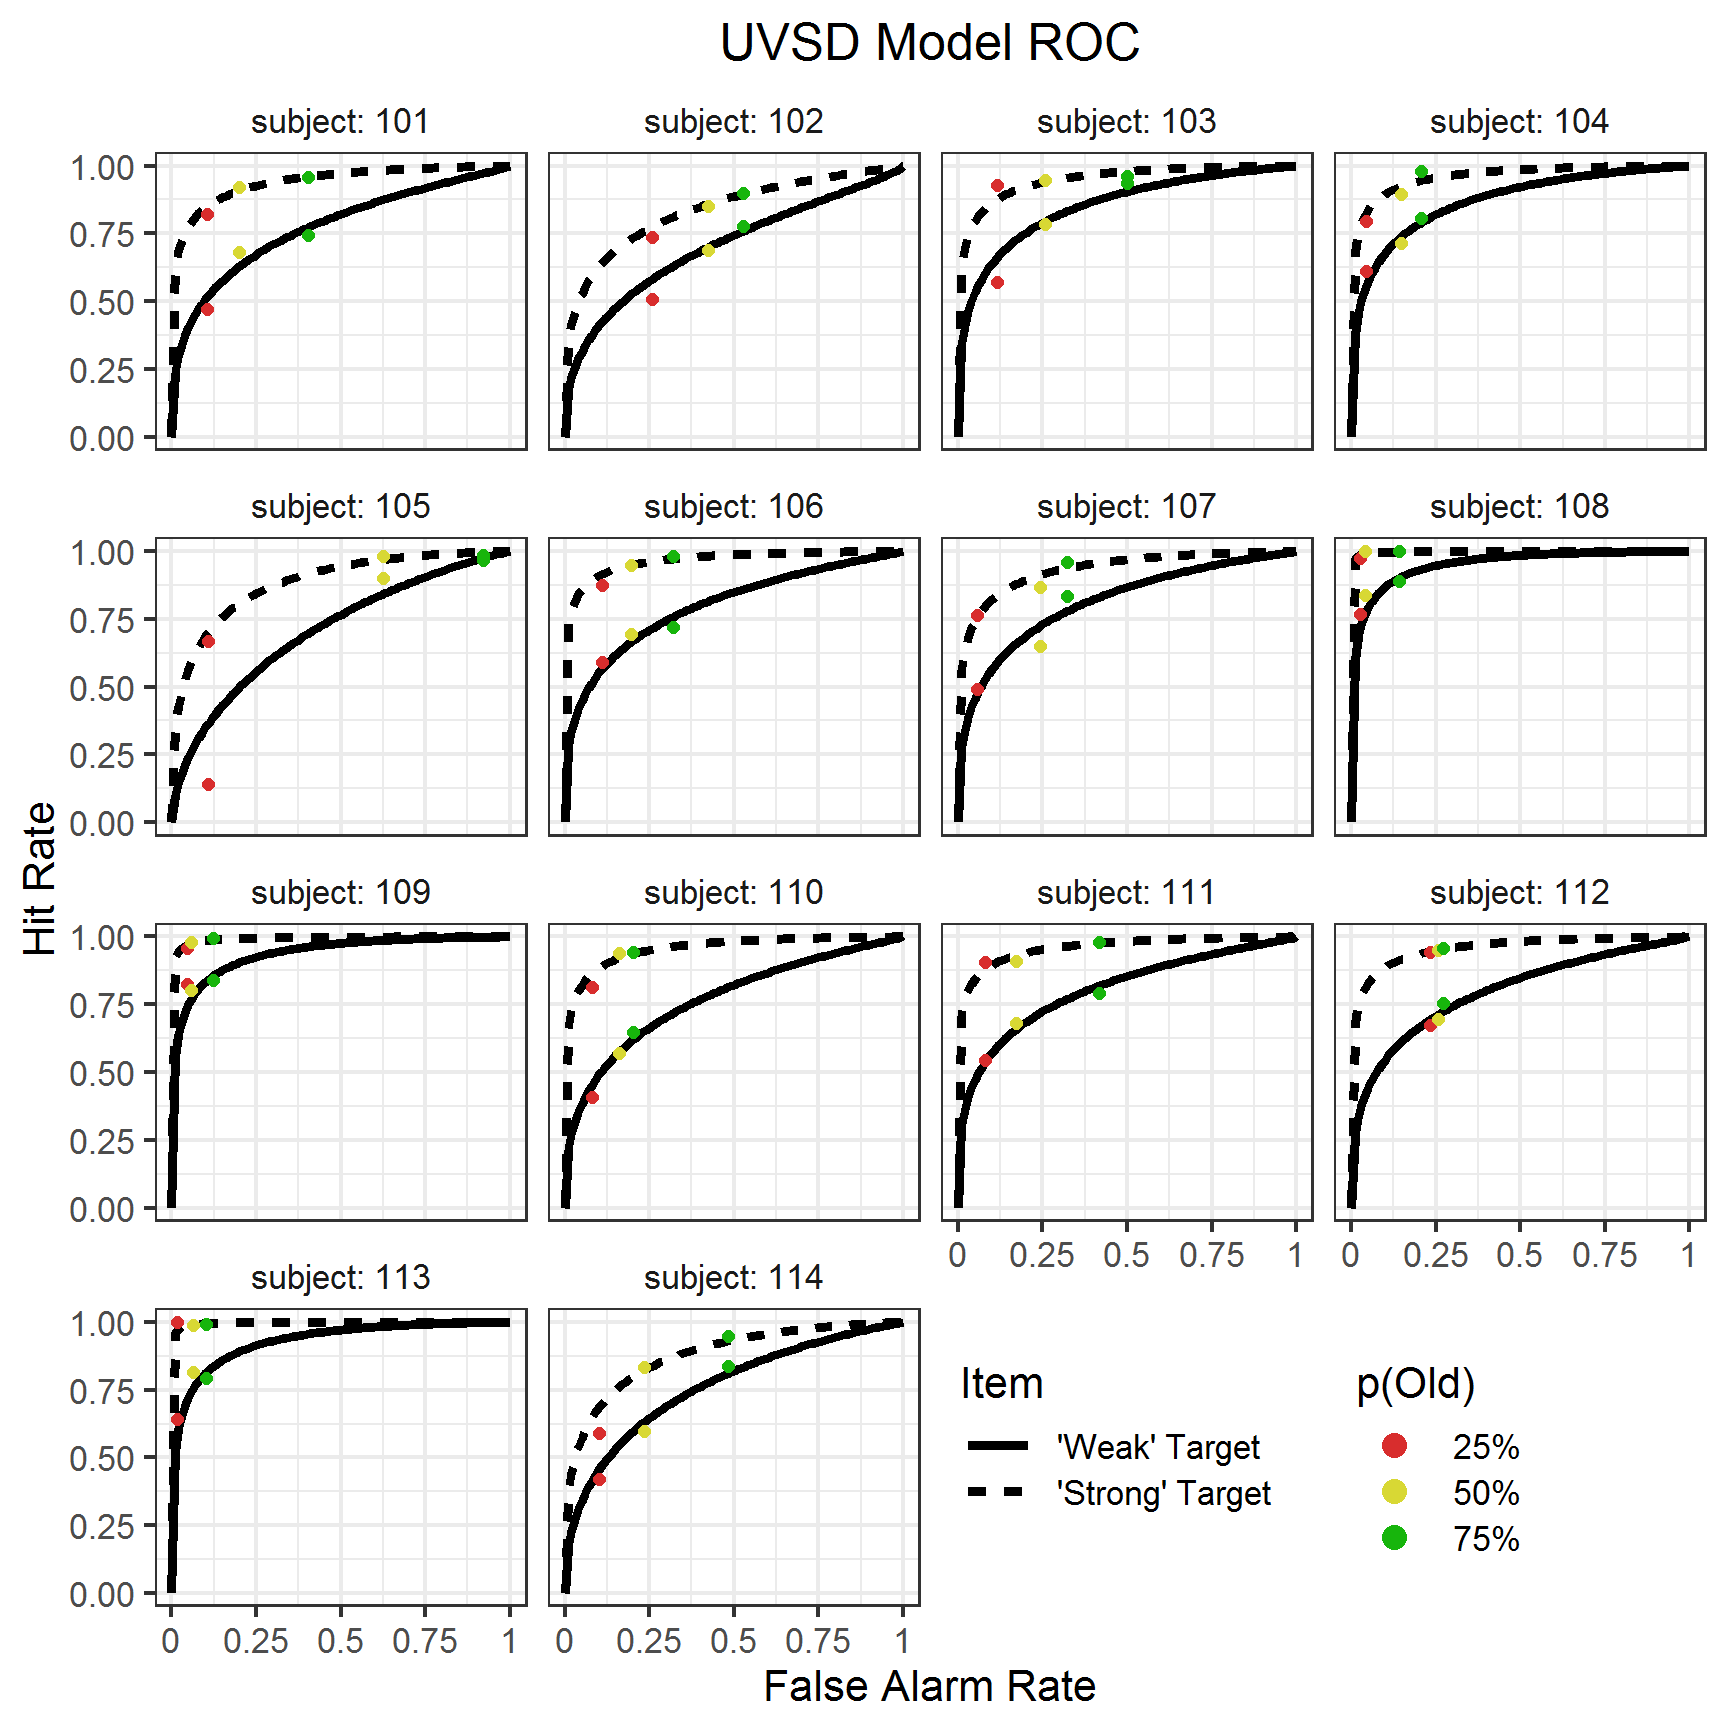 UVSD Model ROC
subject: 101 subject: 102 subject: 103 subject: 104
1.00
0.75
0.50
0.25
0.00
subject: 105 subject: 106 subject: 107 subject: 108
1.00
0.75
0.50
0.25
0.00
Hit Rate
subject: 109 subject: 110 subject: 111 subject: 112
1.00
0.75
0.50
0.25
0.00
0 0.25 0.5 0.75 1 0 0.25 0.5 0.75 1
subject: 113 subject: 114
1.00
0.75
0.50
0.25
0.00
0 0.25 0.5 0.75 1 0 0.25 0.5 0.75 1
False Alarm Rate
Item
'Weak' Target
'Strong' Target
p(Old)
25%
50%
75%